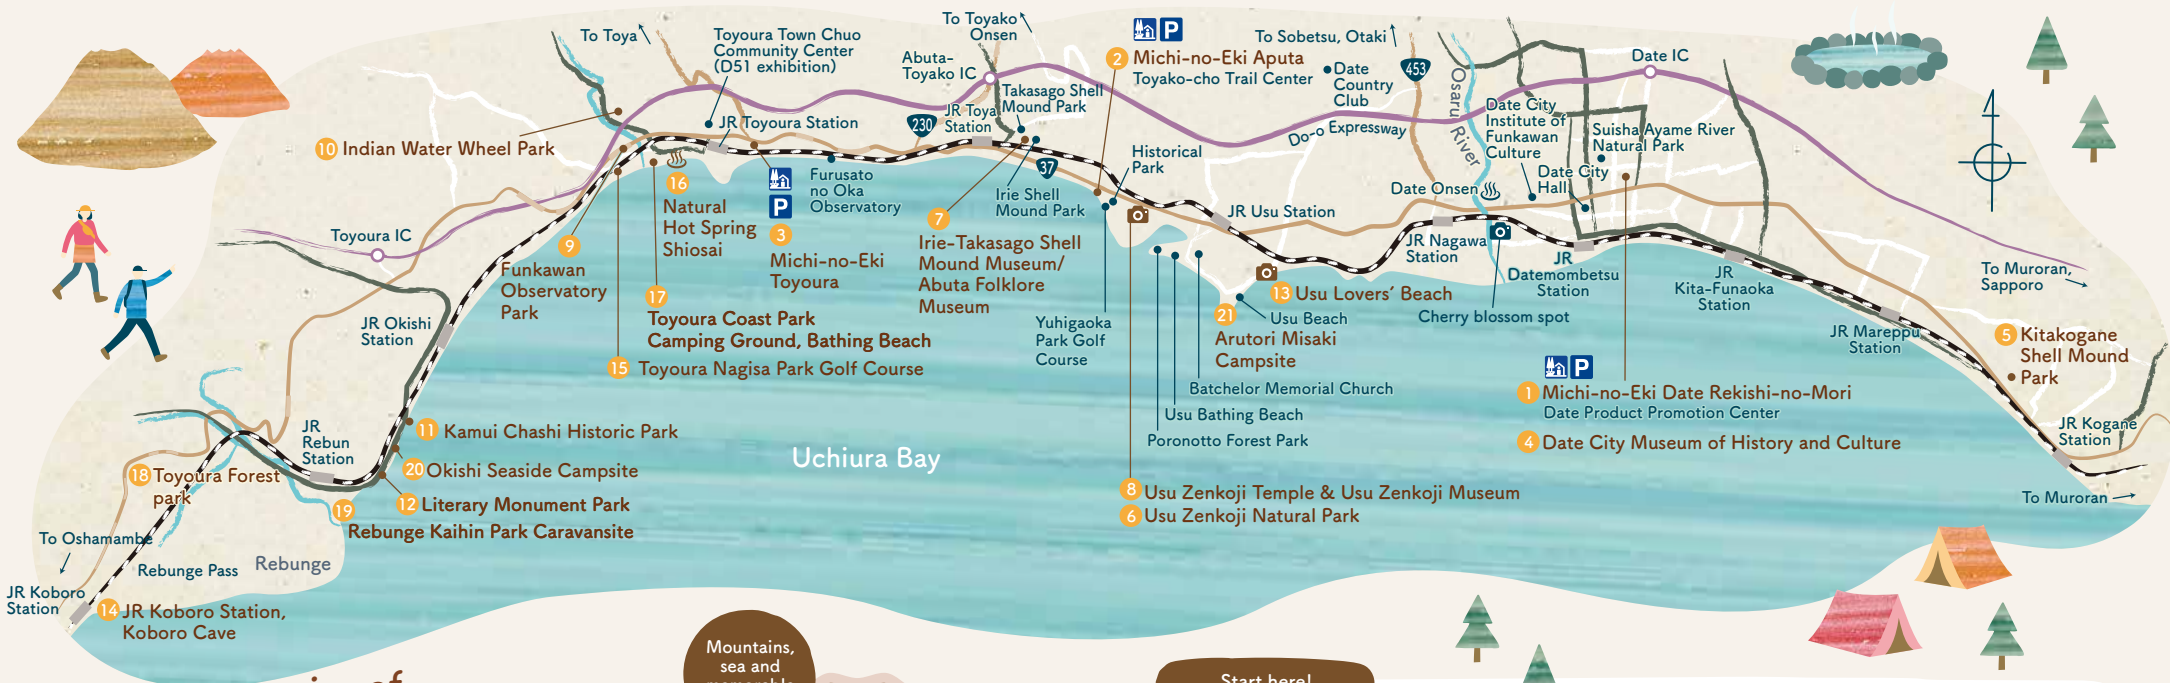 To Toya
Toyoura Town Chuo
Community Center
(D51 exhibition)
To Toyako
Onsen
Abuta-
Toyako IC
P
2 Michi-no-Eki Aputa
Toyako-cho Trail Center
To Sobetsu, Otaki
Date
Country
Club
453
Osaru River
Date IC
Takasago Shell
Mound Park
JR Toya
Station
230
JR Toyoura Station
10 Indian Water Wheel Park
Do-o Expressway
Date City
Institute of
Funkawan
Culture
Suisha Ayame River
Natural Park
Date City
Hall
Date Onsen
Historical
Park
37
Irie Shell
Mound Park
Furusato
no Oka
Observatory
16
Natural
Hot Spring
Shiosai
P
3
Michi-no-Eki
Toyoura
7
Irie-Takasago Shell
Mound Museum/
Abuta Folklore
Museum
JR Usu Station
JR Nagawa
Station
JR
Datemombetsu
Station
JR
Kita-Funaoka
Station
To Muroran,
Sapporo
Toyoura IC
9
Funkawan
Observatory
Park
17
Toyoura Coast Park
Camping Ground, Bathing Beach
15 Toyoura Nagisa Park Golf Course
JR Okishi
Station
Yuhigaoka
Park Golf
Course
13 Usu Lovers' Beach
Usu Beach
21
Arutori Misaki
Campsite
Cherry blossom spot
JR Mareppu
Station
5 Kitakogane
Shell Mound
Park
Batchelor Memorial Church
Usu Bathing Beach
Poronotto Forest Park
P
1 Michi-no-Eki Date Rekishi-no-Mori
Date Product Promotion Center
4 Date City Museum of History and Culture
JR Kogane
Station
To Muroran
JR
Rebun
Station
11 Kamui Chashi Historic Park
20 Okishi Seaside Campsite
12 Literary Monument Park
19
Rebunge Kaihin Park Caravansite
18 Toyoura Forest
park
Uchiura Bay
8 Usu Zenkoji Temple & Usu Zenkoji Museum
6 Usu Zenkoji Natural Park
To Oshamambe
Rebunge Pass
Rebunge
JR Koboro
Station
14 JR Koboro Station,
Koboro Cave
Mountains,
sea and
Start here!